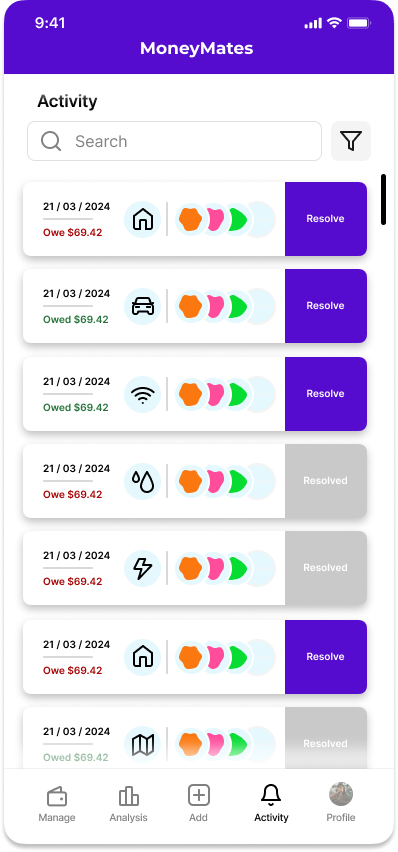 9:41
MoneyMates
Activity
Search
21 / 03 / 2024
Owe $69.42
Resolve
21 / 03 / 2024
Owed $69.42
Resolve
21 / 03 / 2024
Owed $69.42
Resolve
21 / 03 / 2024
Owe $69.42
Resolved
21 / 03 / 2024
Owe $69.42
Resolved
21 / 03 / 2024
Owe $69.42
Resolve
21 / 03 / 2024
Owed $69.42
Resolved
Manage
Analysis
Add
Activity
Profile